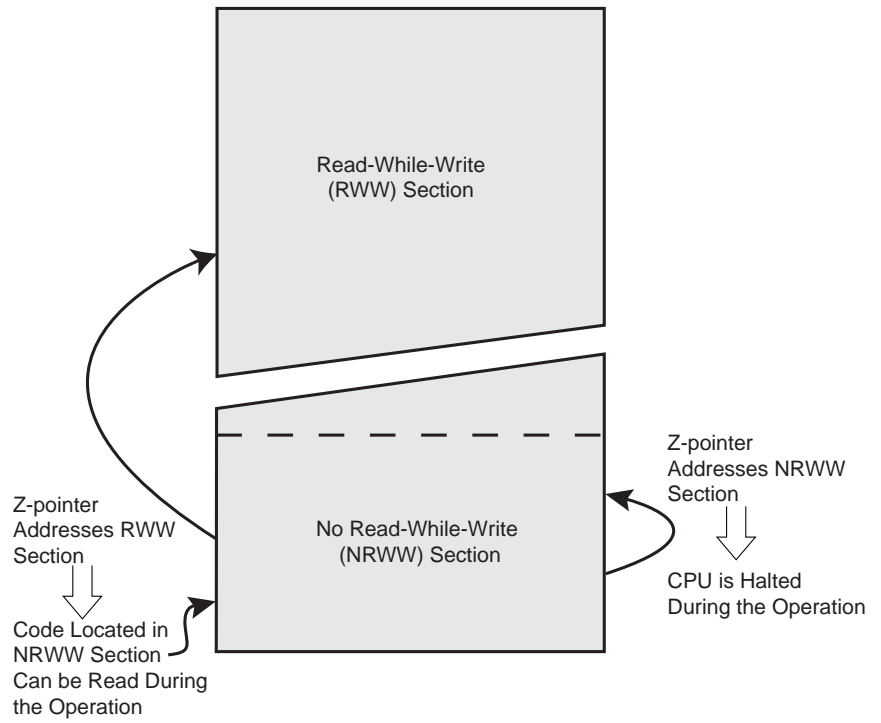 Read-While-Write
(RWW) Section
Z-pointer
Addresses RWW
Section
Code Located in
NRWW Section
Can be Read During
the Operation
No Read-While-Write
(NRWW) Section
Z-pointer
Addresses NRWW
Section
CPU is Halted
During the Operation